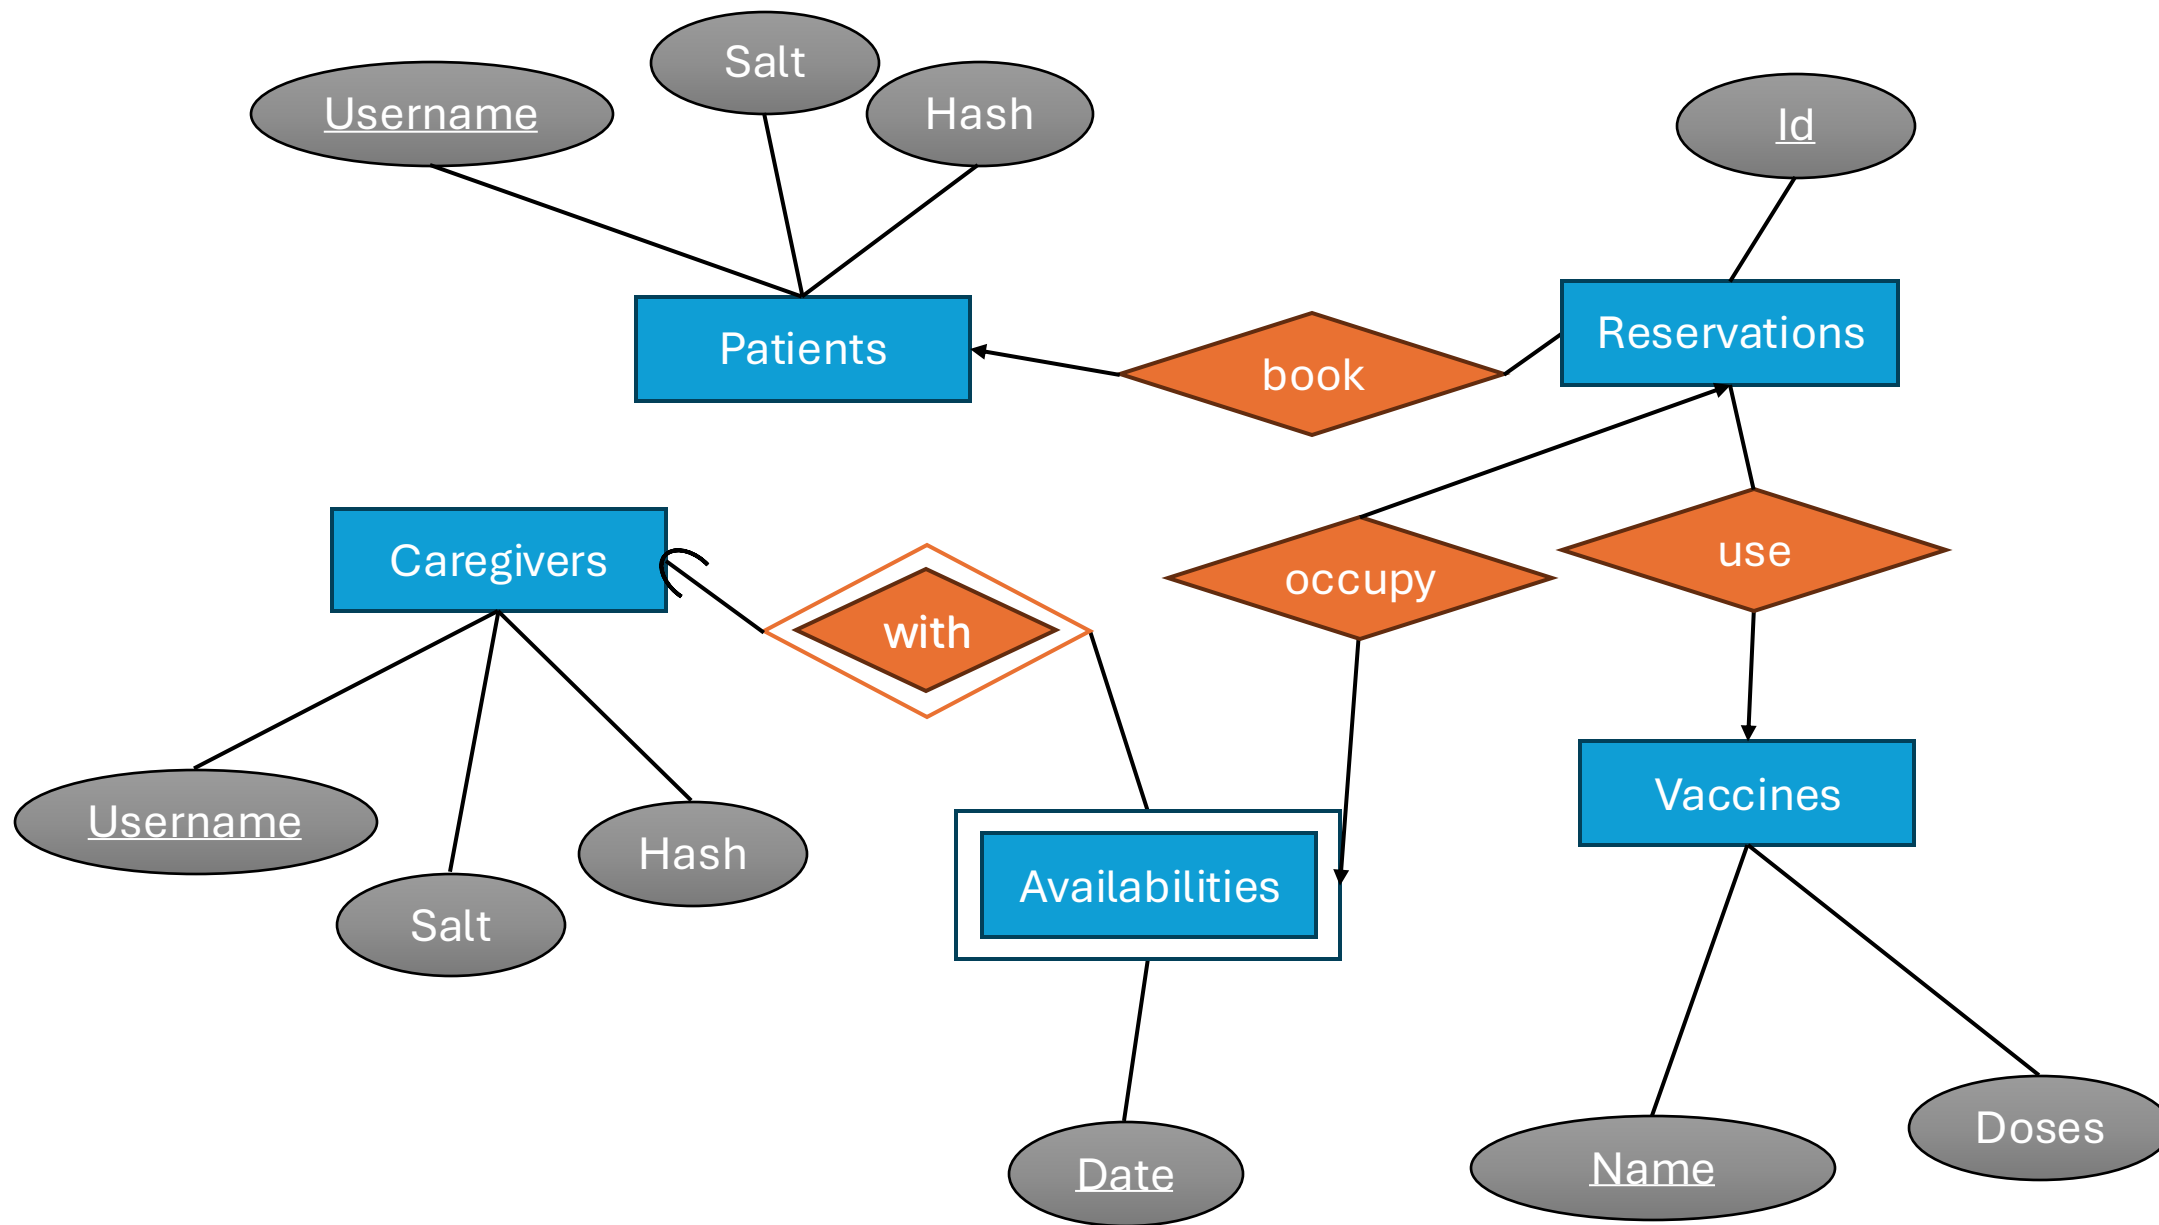 Salt
Username
Hash
Id
Reservations
Patients
book
use
Caregivers
occupy
with
Vaccines
Username
Hash
Availabilities
Salt
Doses
Name
Date